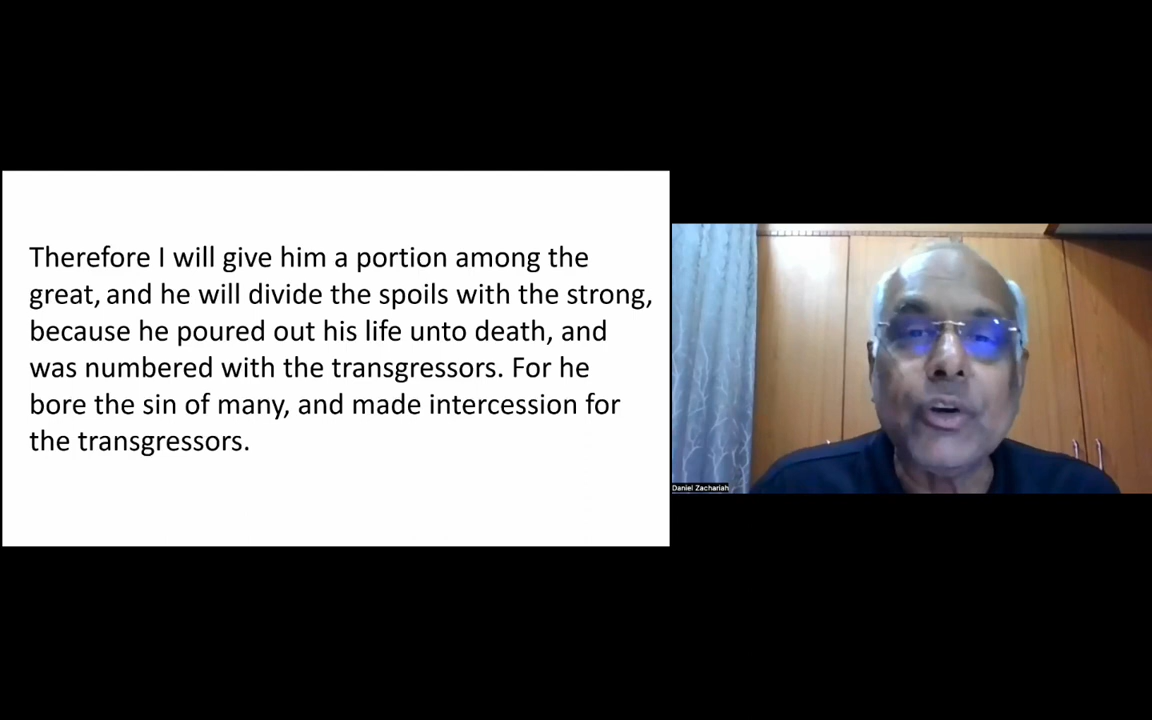 Therefore I will give him a portion among the
great, and he will divide the spoils with the strong,
because he poured out his life unto death, and
was numbered with the transgressors. For he
bore the sin of many, and made intercession for
the transgressors.
Daniel Zachariah